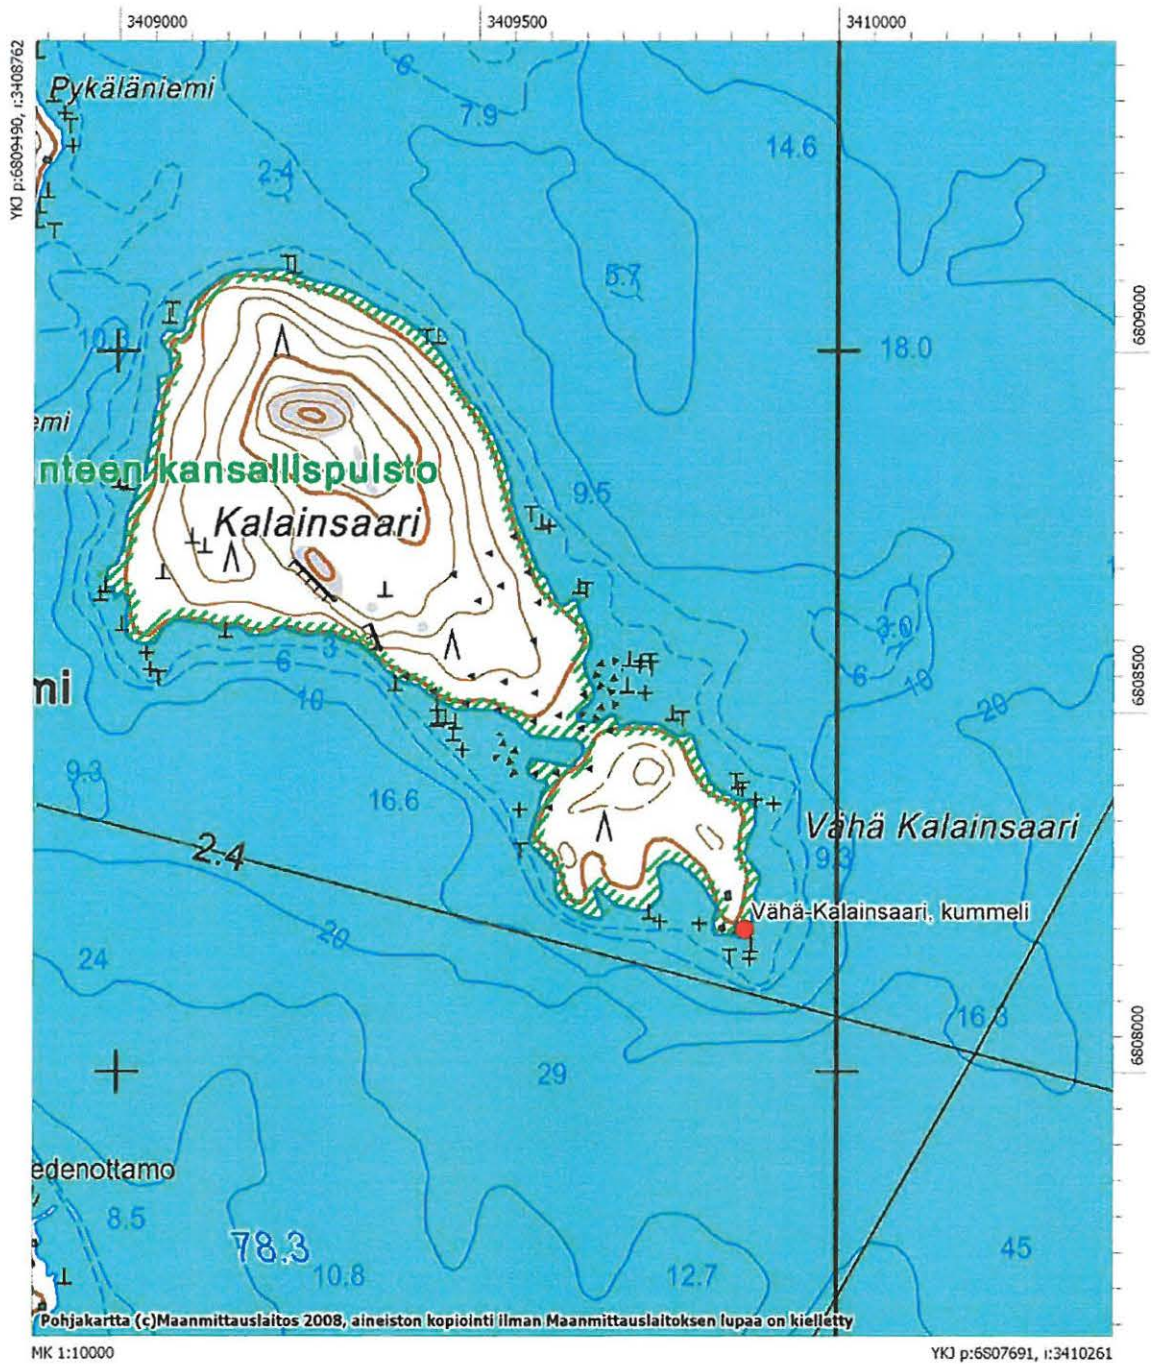 3409000
3409500
3410000
YKJ p:6809490, i:3408762
Pykäläniemi
6
7.9
14.6
2.4
5.7
6809000
10.3
18.0
emi
nteen kansallispuisto
9.5
Kalainsaari
3.0
3
6
6
10
10
20
6808500
mi
9.3
16.6
Vähä Kalainsaari
2.4
9.3
Vähä-Kalainsaari, kummeli
20
24
16.3
6808000
29
edenottamo
8.5
78.3
10.8
12.7
45
Pohjakartta (c)Maanmittauslaitos 2008, aineiston kopiointi ilman Maanmittauslaitoksen lupaa on kielletty
MK 1:10000
YKJ p:6807691, i:3410261